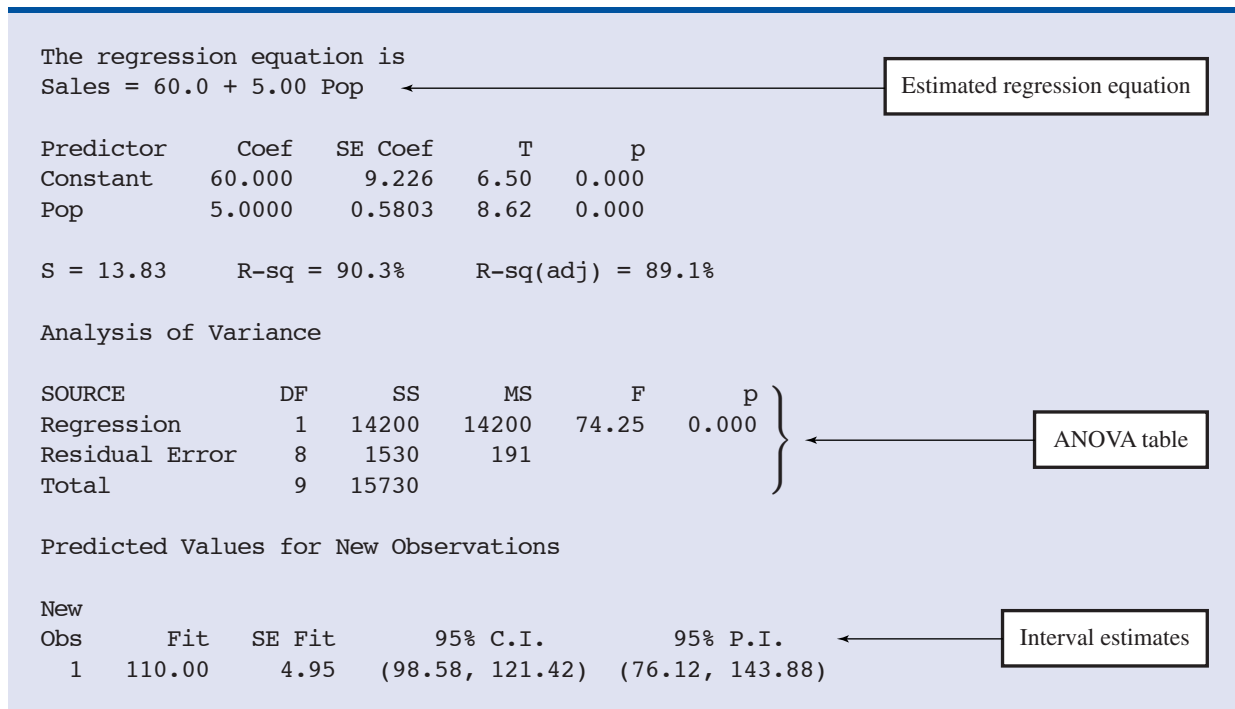 The regression equation is
Sales = 60.0 + 5.00 Pop
Estimated regression equation
Predictor Coef SE Coef T p
Constant 60.000 9.226 6.50 0.000
Pop 5.0000 0.5803 8.62 0.000
S = 13.83 R-sq = 90.3% R-sq(adj) = 89.1%
Analysis of Variance
SOURCE DF SS MS F p
Regression 1 14200 14200 74.25 0.000
Residual Error 8 1530 191
Total 9 15730
ANOVA table
Predicted Values for New Observations
New
Obs Fit SE Fit 95% C.I. 95% P.I.
1 110.00 4.95 (98.58, 121.42) (76.12, 143.88)
Interval estimates